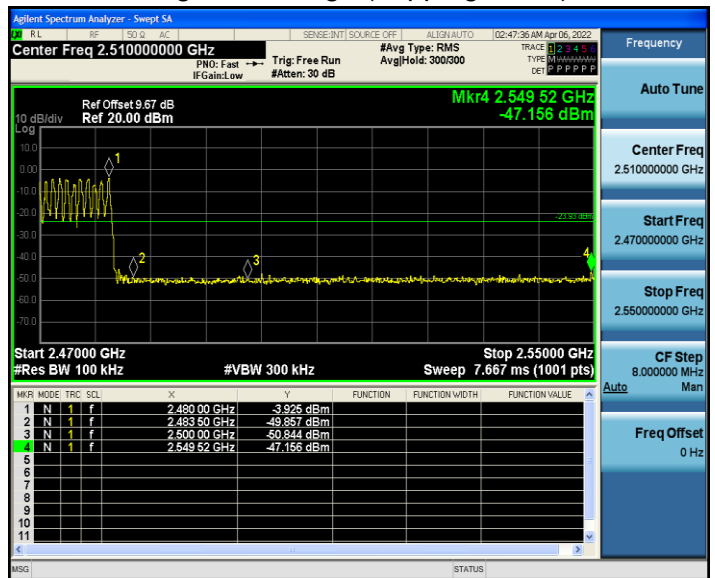 Agilent Spectrum Analyzer - Swept SA
RL RF 50 Ω AC SENSE:INT SOURCE OFF ALIGN AUTO 02:47:36 AM Apr 06, 2022
Center Freq 2.510000000 GHz #Avg Type: RMS TRACE 1 2 3 4 5 6
PNO: Fast Trig: Free Run Avg|Hold: 300/300 TYPE M
IFGain:Low #Atten: 30 dB DET P P P P P P
Mkr4 2.549 52 GHz
-47.156 dBm
Ref Offset 9.67 dB
10 dB/div Ref 20.00 dBm
Log
10.0
0.00
-10.0
-20.0
-30.0
-40.0
-50.0
-60.0
-70.0
1
2
3
4
-23.93 dBm
Start 2.47000 GHz Stop 2.55000 GHz
#Res BW 100 kHz #VBW 300 kHz Sweep 7.667 ms (1001 pts)
MKR MODE TRC SCL X Y FUNCTION FUNCTION WIDTH FUNCTION VALUE
1 N 1 f 2.480 00 GHz -3.925 dBm
2 N 1 f 2.483 50 GHz -49.857 dBm
3 N 1 f 2.500 00 GHz -50.844 dBm
4 N 1 f 2.549 52 GHz -47.156 dBm
5
6
7
8
9
10
11
MSG STATUS
Frequency
Auto Tune
Center Freq
2.510000000 GHz
Start Freq
2.470000000 GHz
Stop Freq
2.550000000 GHz
CF Step
8.000000 MHz
Auto Man
Freq Offset
0 Hz